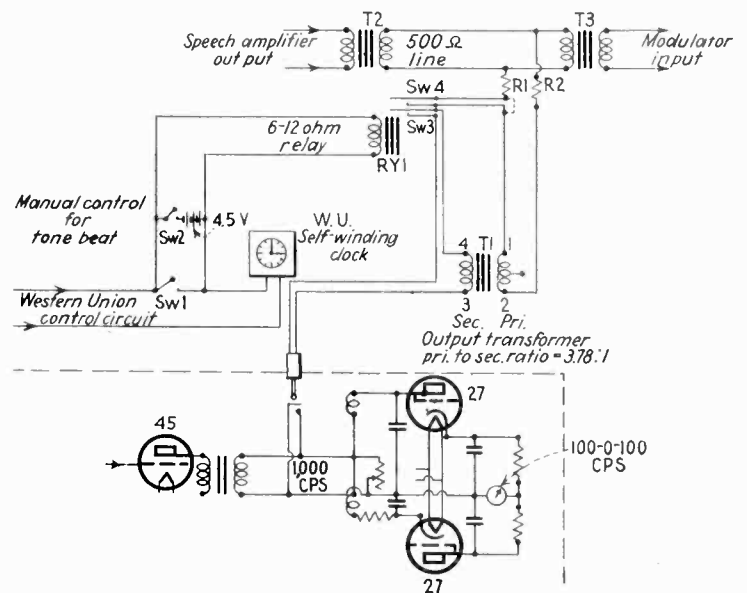 T2
T3
Speech amplifier
output
500 Ω
line
Modulator
input
R1
R2
Sw4
Sw3
6-12 ohm
relay
RY1
Manual control
for
tone beat
Sw2
4.5 V
W. U.
Self-winding
clock
4 T1 1
3 2
Sw1
Western Union
control circuit
Sec. Pri.
Output transformer
pri. to sec. ratio = 3.78:1
45
27
1,000
CPS
100-0-100
CPS
27